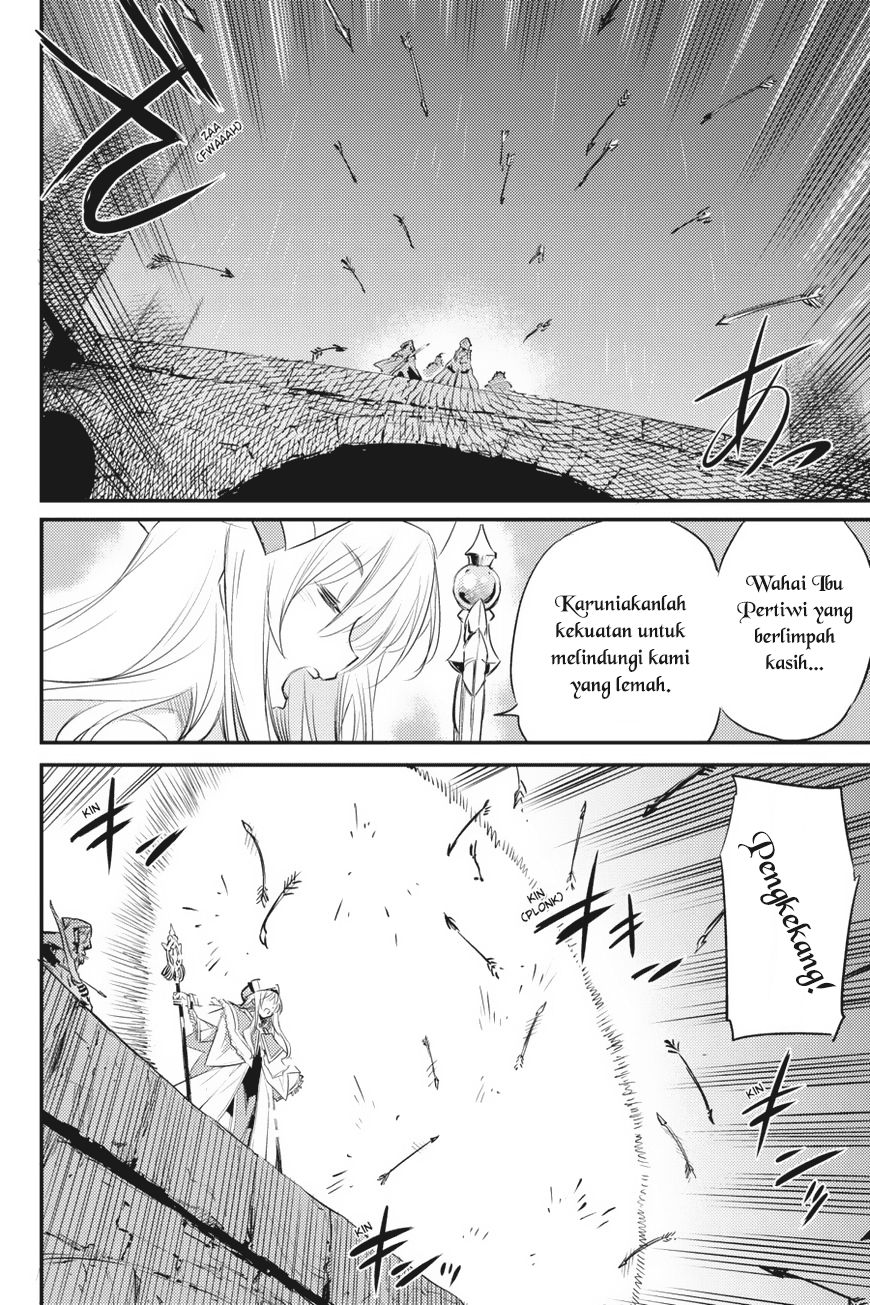 ざ
ZAA
(FWAAAH)
あっ
Wahai Ibu
Pertiwi yang
berlimpah
kasih...
Karuniakanlah
kekuatan untuk
melindungi kami
yang lemah.
Pengkekang!
キン
KIN
キン
KIN
(PLONK)
キン
KIN
キン
KIN